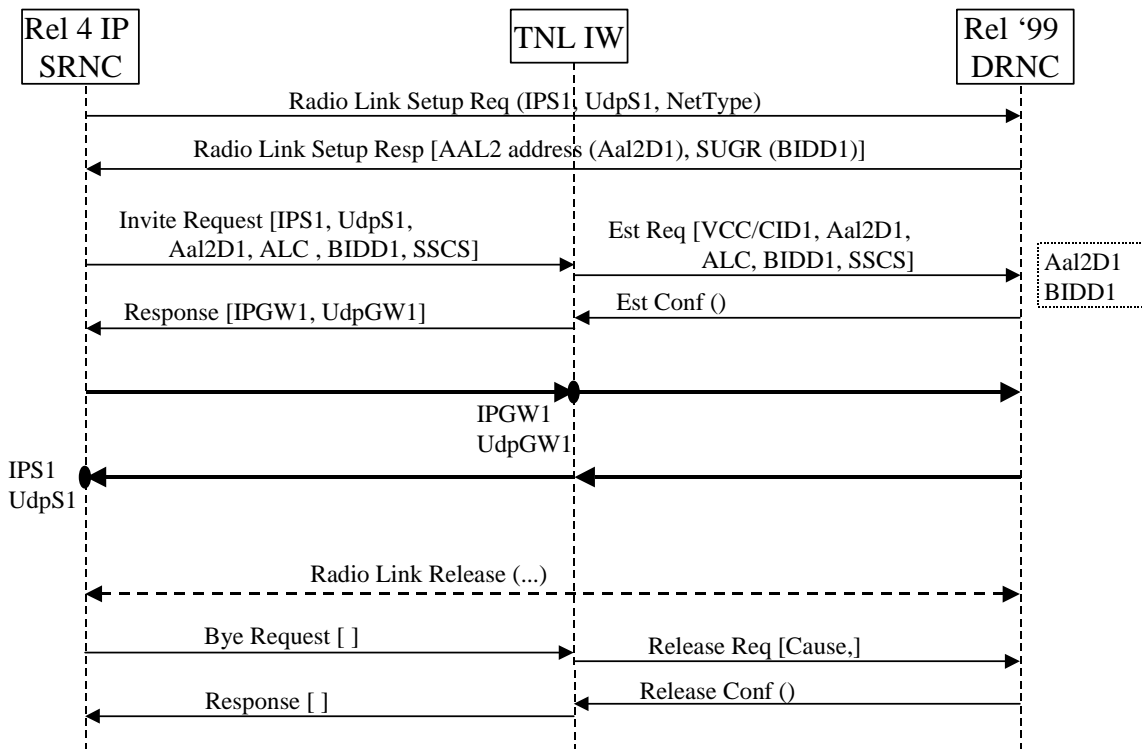 Rel 4 IP
SRNC
TNL IW
Rel ‘99
DRNC
Radio Link Setup Req (IPS1, UdpS1, NetType)
Radio Link Setup Resp [AAL2 address (Aal2D1), SUGR (BIDD1)]
Invite Request [IPS1, UdpS1,
Aal2D1, ALC , BIDD1, SSCS]
Est Req [VCC/CID1, Aal2D1,
ALC, BIDD1, SSCS]
Aal2D1
BIDD1
Est Conf ()
Response [IPGW1, UdpGW1]
IPGW1
UdpGW1
IPS1
UdpS1
Radio Link Release (...)
Bye Request [ ]
Release Req [Cause,]
Release Conf ()
Response [ ]